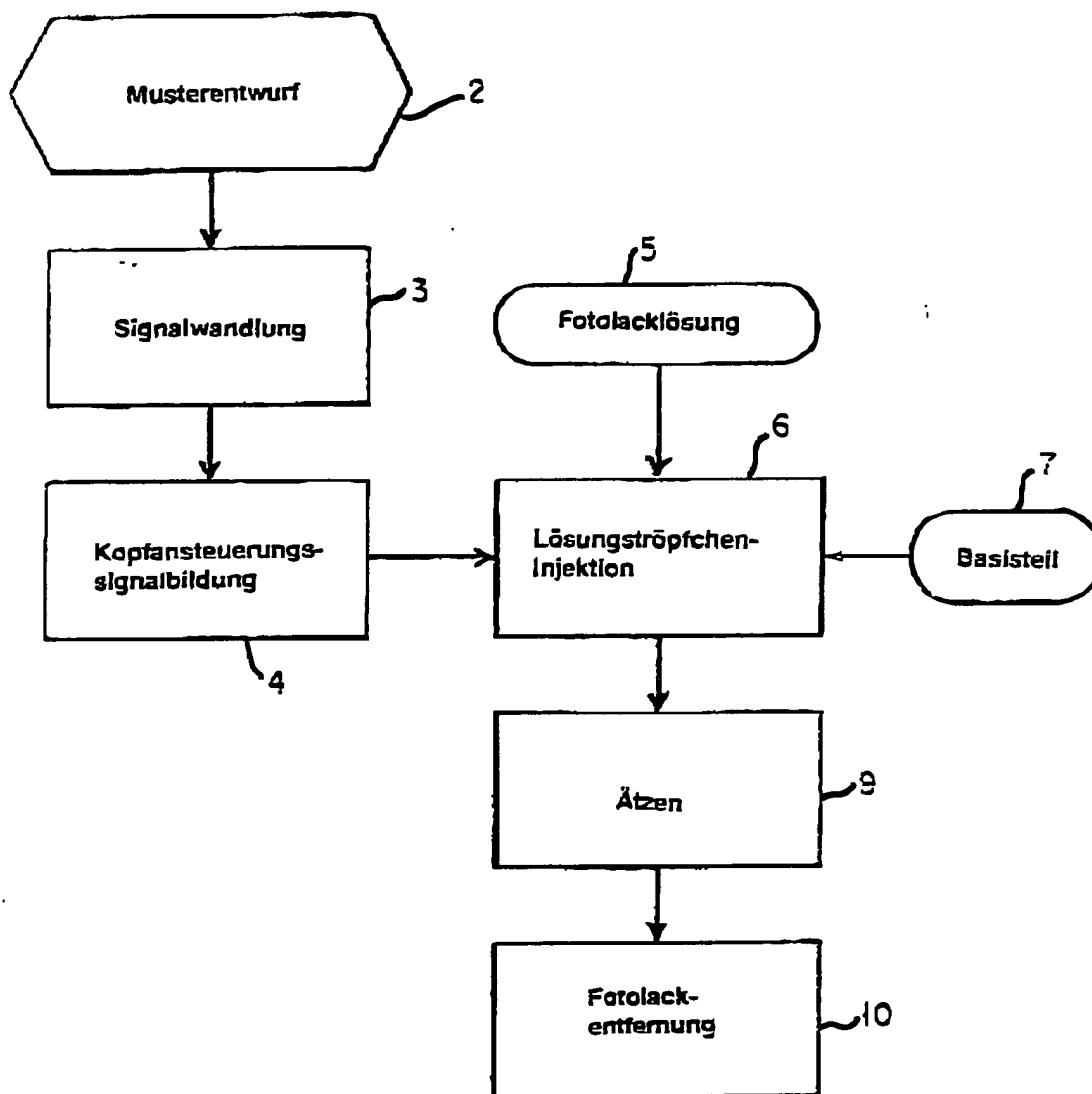 Musterentwurf
2
Signalwandlung
3
Fotolacklösung
5
Kopfansteuerungs-
signalbildung
4
Lösungströpfchen-
injektion
6
Basisteil
7
Ätzen
9
Fotolack-
entfernung
10